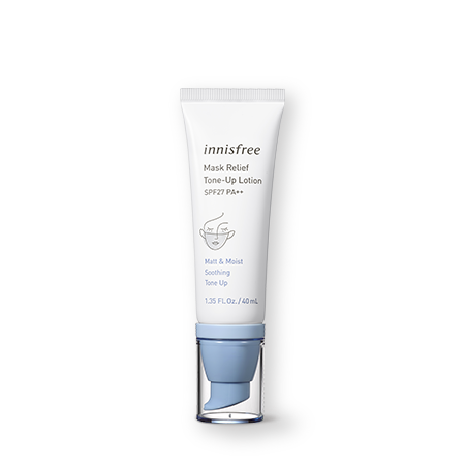 innisfree
Mask Relief
Tone-Up Lotion
SPF27 PA++
Matt & Moist
Soothing
Tone Up
1.35 FL.Oz./40mL